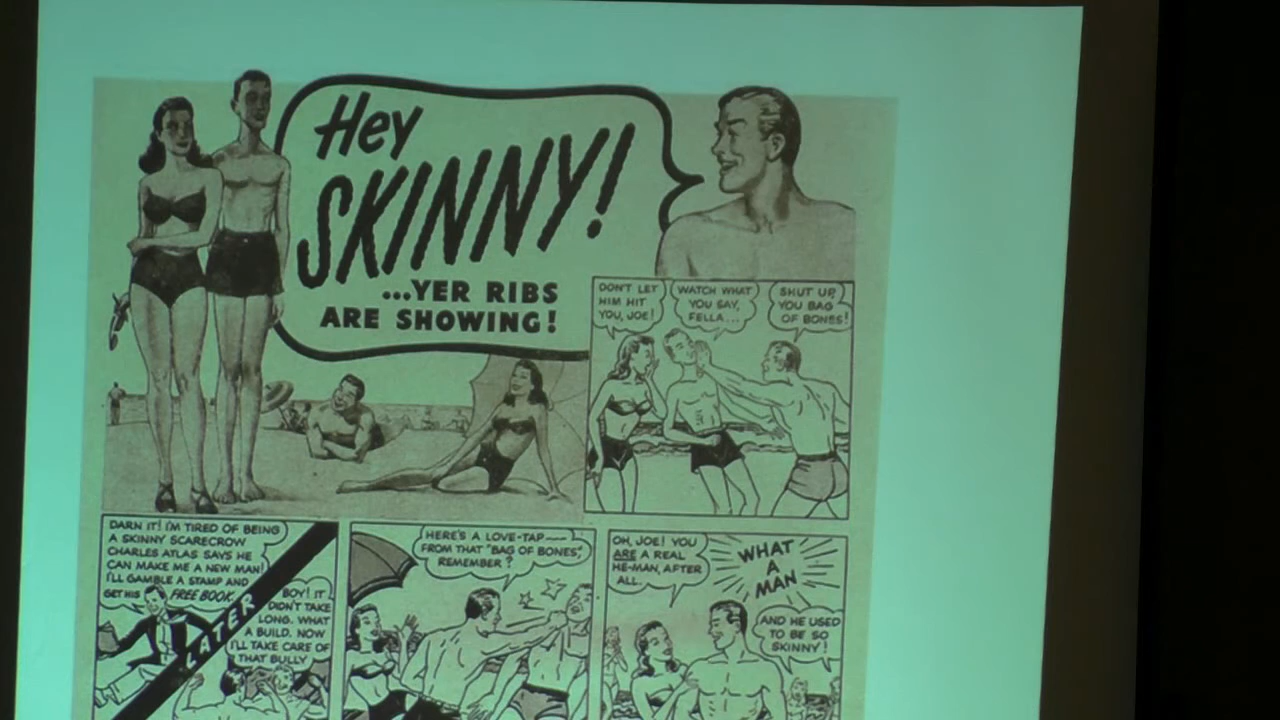 Hey
SKINNY!
...YER RIBS
ARE SHOWING!
DON'T LET
HIM HIT
YOU, JOE!
WATCH WHAT
YOU SAY,
FELLA...
SHUT UP,
YOU BAG
OF BONES!
DARN IT! I'M TIRED OF BEING
A SKINNY SCARECROW
CHARLES ATLAS SAYS HE
CAN MAKE ME A NEW MAN!
I'LL GAMBLE A STAMP AND
GET HIS FREE BOOK
LATER
BOY! IT
DIDN'T TAKE
LONG. WHAT
A BUILD. NOW
I'LL TAKE CARE OF
THAT BULLY
HERE'S A LOVE-TAP—
FROM THAT "BAG OF BONES,"
REMEMBER?
OH, JOE! YOU
ARE A REAL
HE-MAN, AFTER
ALL.
WHAT
A
MAN
AND HE USED
TO BE SO
SKINNY!